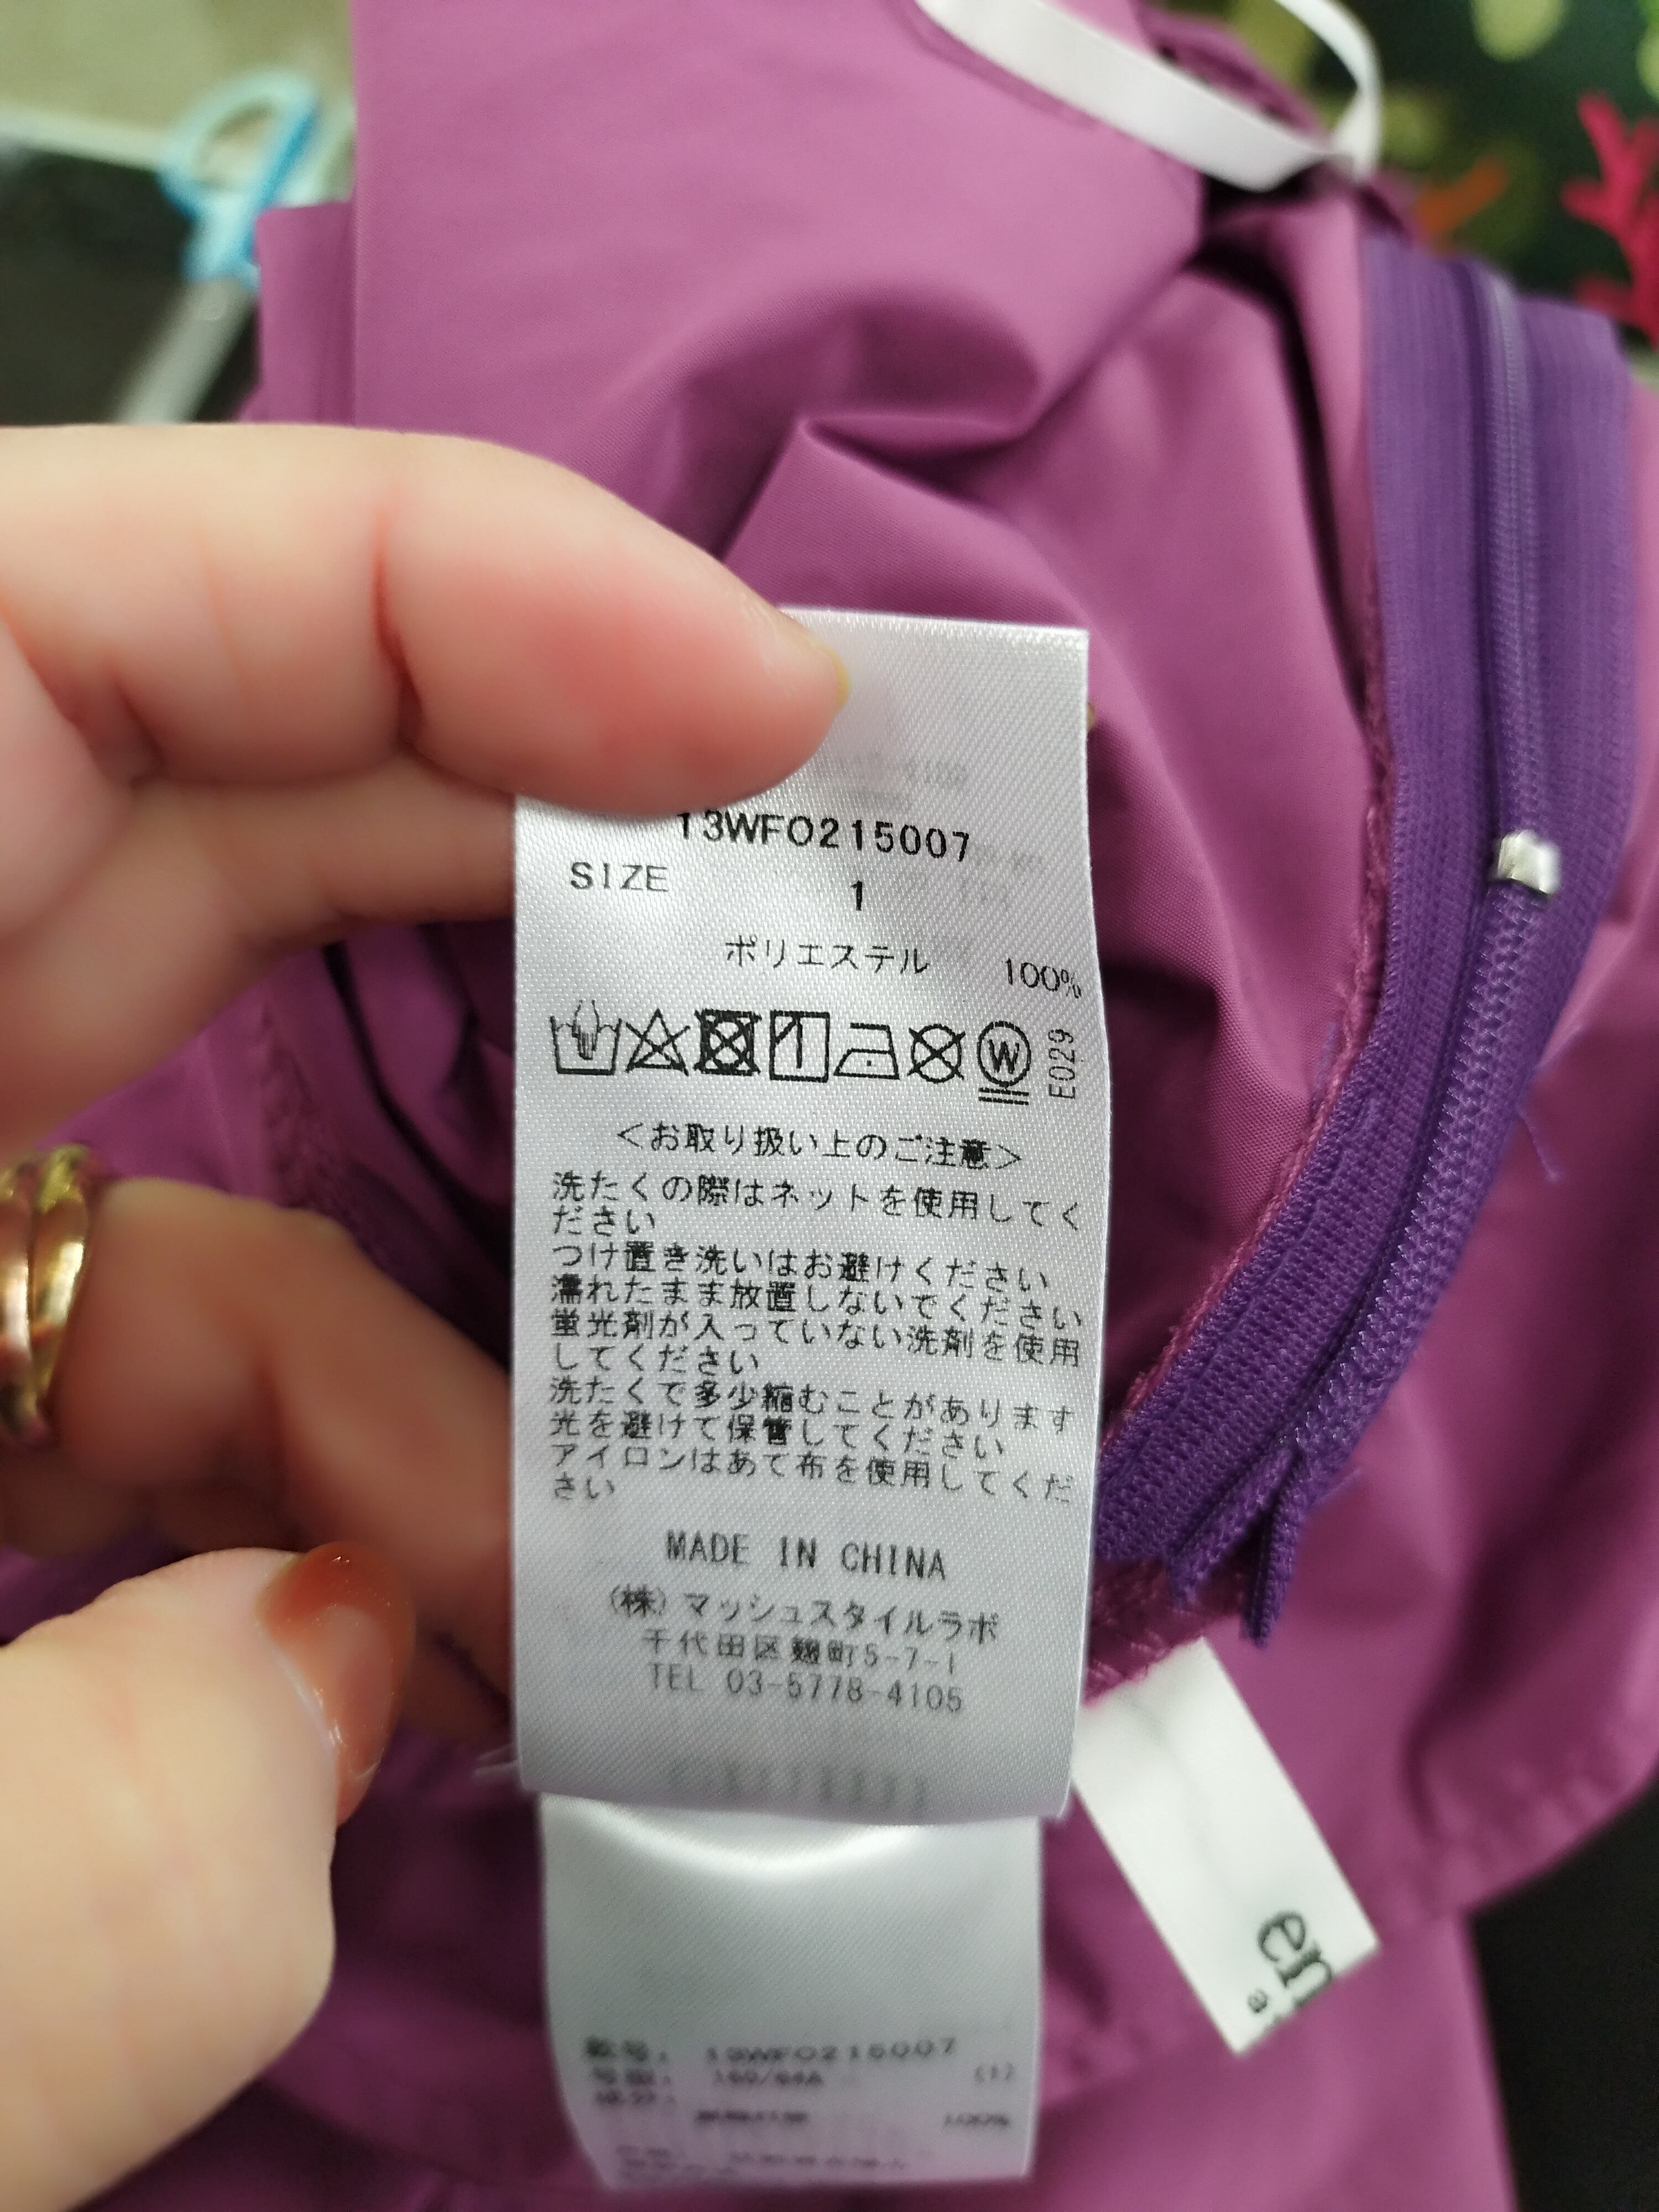 13WFO215007
SIZE 1
ポリエステル 100%
W E029
＜お取り扱い上のご注意＞
洗たくの際はネットを使用してく
ださい
つけ置き洗いはお避けください
濡れたまま放置しないでください
蛍光剤が入っていない洗剤を使用
してください
洗たくで多少縮むことがあります
光を避けて保管してください
アイロンはあて布を使用してくだ
さい
MADE IN CHINA
(株)マッシュスタイルラボ
千代田区麹町5-7-1
TEL 03-5778-4105
款号: 13WFO215007
100%